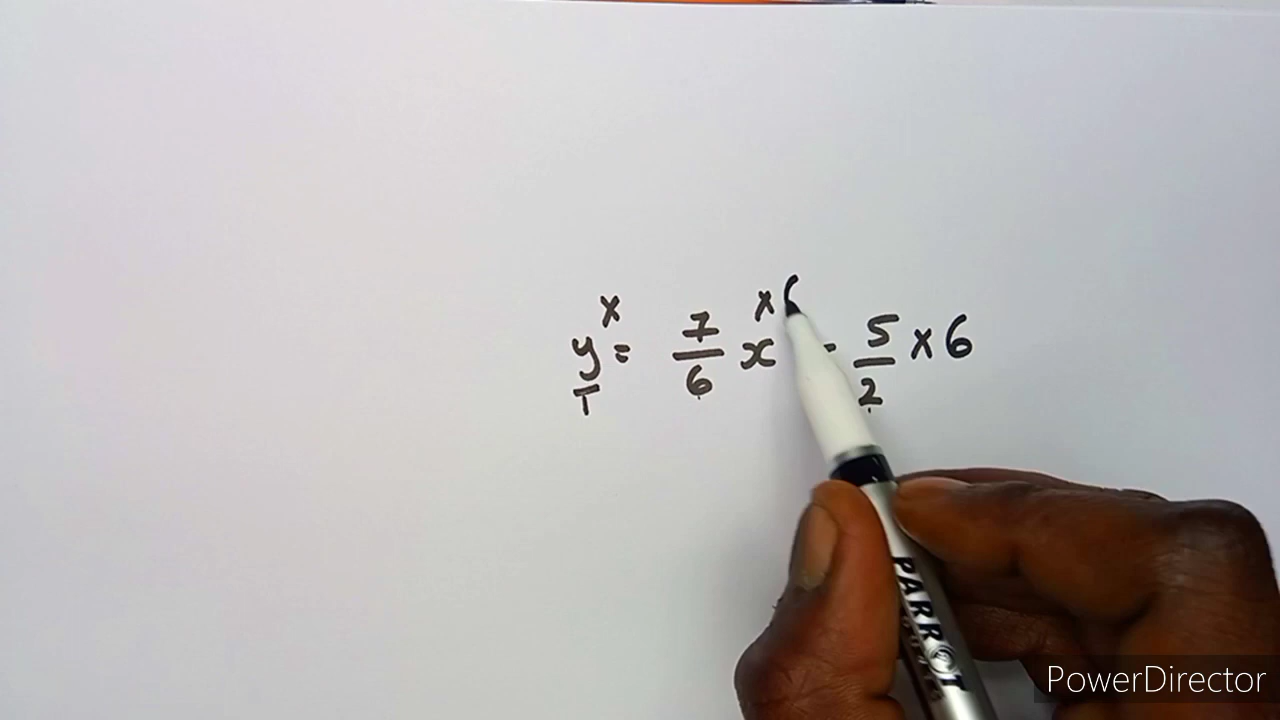 x x6
y = 7/6 x - 5/2 x 6
1
PARROT
PowerDirector